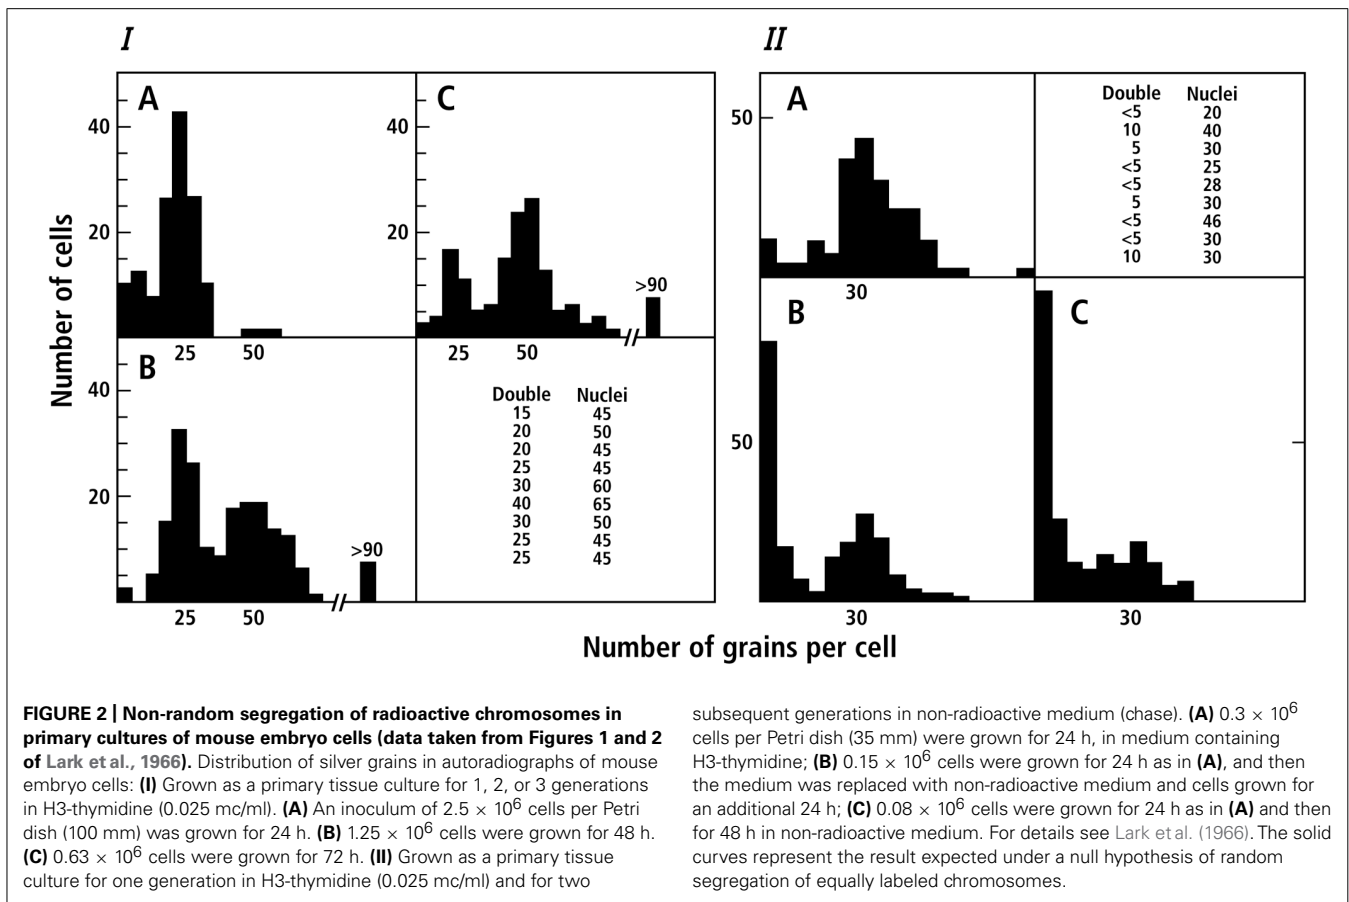 I
II
A
40
20
25
50
C
40
20
25
50
>90
B
40
20
25
50
>90
Double Nuclei
15 45
20 50
20 45
25 45
30 60
40 65
30 50
25 45
25 45
A
50
30
Double Nuclei
<5 20
10 40
5 30
<5 25
<5 28
5 30
<5 46
<5 30
10 30
B
50
30
C
30
Number of cells
Number of grains per cell
FIGURE 2 | Non-random segregation of radioactive chromosomes in
primary cultures of mouse embryo cells (data taken from Figures 1 and 2
of Lark et al., 1966). Distribution of silver grains in autoradiographs of mouse
embryo cells: (I) Grown as a primary tissue culture for 1, 2, or 3 generations
in H3-thymidine (0.025 mc/ml). (A) An inoculum of 2.5 × 10⁶ cells per Petri
dish (100 mm) was grown for 24 h. (B) 1.25 × 10⁶ cells were grown for 48 h.
(C) 0.63 × 10⁶ cells were grown for 72 h. (II) Grown as a primary tissue
culture for one generation in H3-thymidine (0.025 mc/ml) and for two
subsequent generations in non-radioactive medium (chase). (A) 0.3 × 10⁶
cells per Petri dish (35 mm) were grown for 24 h, in medium containing
H3-thymidine; (B) 0.15 × 10⁶ cells were grown for 24 h as in (A), and then
the medium was replaced with non-radioactive medium and cells grown for
an additional 24 h; (C) 0.08 × 10⁶ cells were grown for 24 h as in (A) and then
for 48 h in non-radioactive medium. For details see Lark et al. (1966). The solid
curves represent the result expected under a null hypothesis of random
segregation of equally labeled chromosomes.